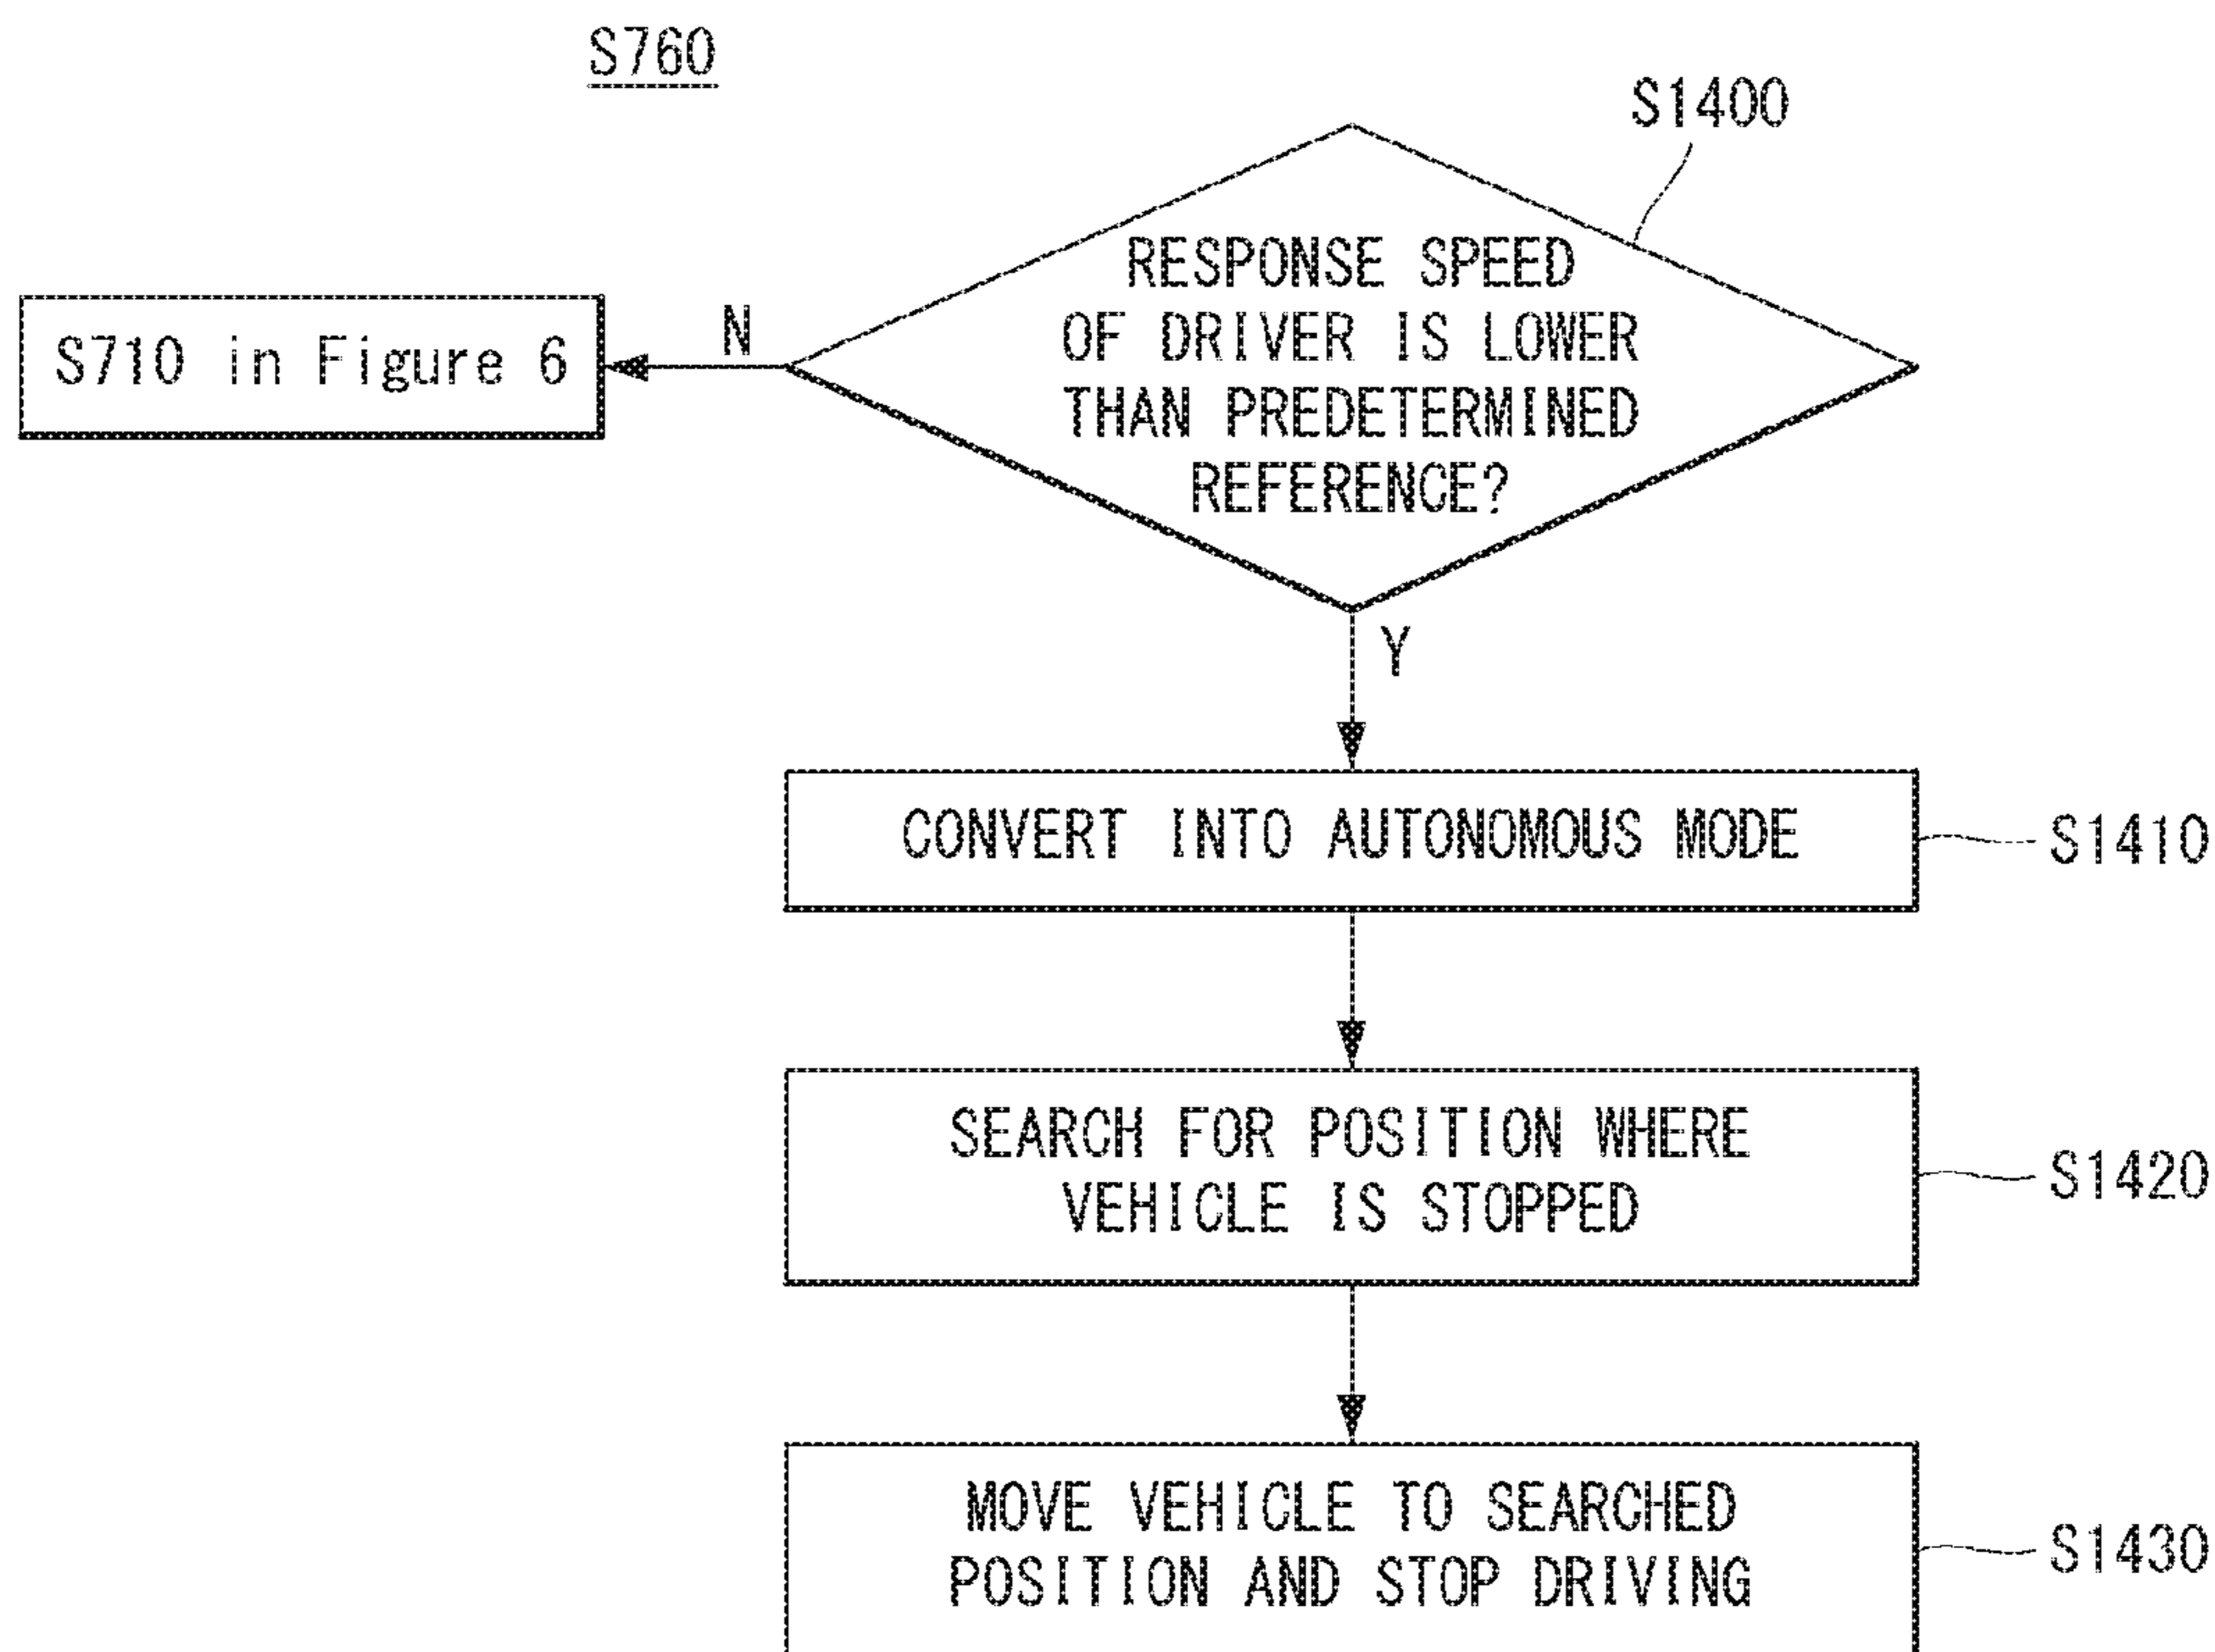 S760
S1400
RESPONSE SPEED
OF DRIVER IS LOWER
THAN PREDETERMINED
REFERENCE?
N
S710 in Figure 6
Y
CONVERT INTO AUTONOMOUS MODE
S1410
SEARCH FOR POSITION WHERE
VEHICLE IS STOPPED
S1420
MOVE VEHICLE TO SEARCHED
POSITION AND STOP DRIVING
S1430